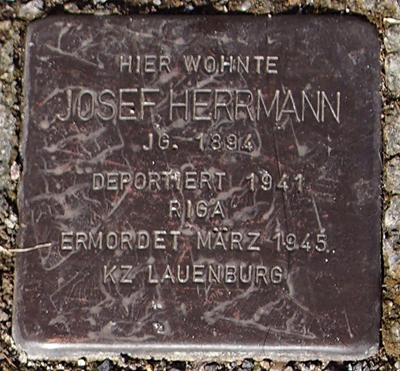 HIER WOHNTE
JOSEF HERRMANN
JG. 1894
DEPORTIERT 1941
RIGA
ERMORDET MÄRZ 1945
KZ LAUENBURG